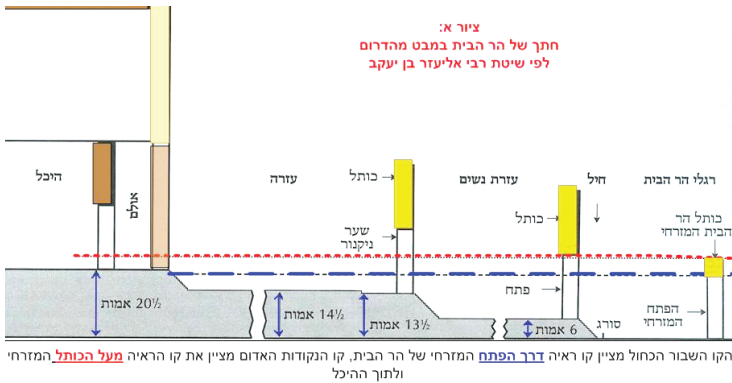 ציור א:
חתך של הר הבית במבט מהדרום
לפי שיטת רבי אליעזר בן יעקב
רגלי הר הבית
חיל
עזרת נשים
עזרה
אולם
היכל
כותל
כותל
כותל הר
הבית המזרחי
שער
ניקנור
פתח
הפתח
המזרחי
סורג
6 אמות
13½ אמות
14½ אמות
20½ אמות
הקו השבור הכחול מציין קו ראיה דרך הפתח המזרחי של הר הבית, קו הנקודות האדום מציין את קו הראיה מעל הכותל המזרחי
ולתוך ההיכל